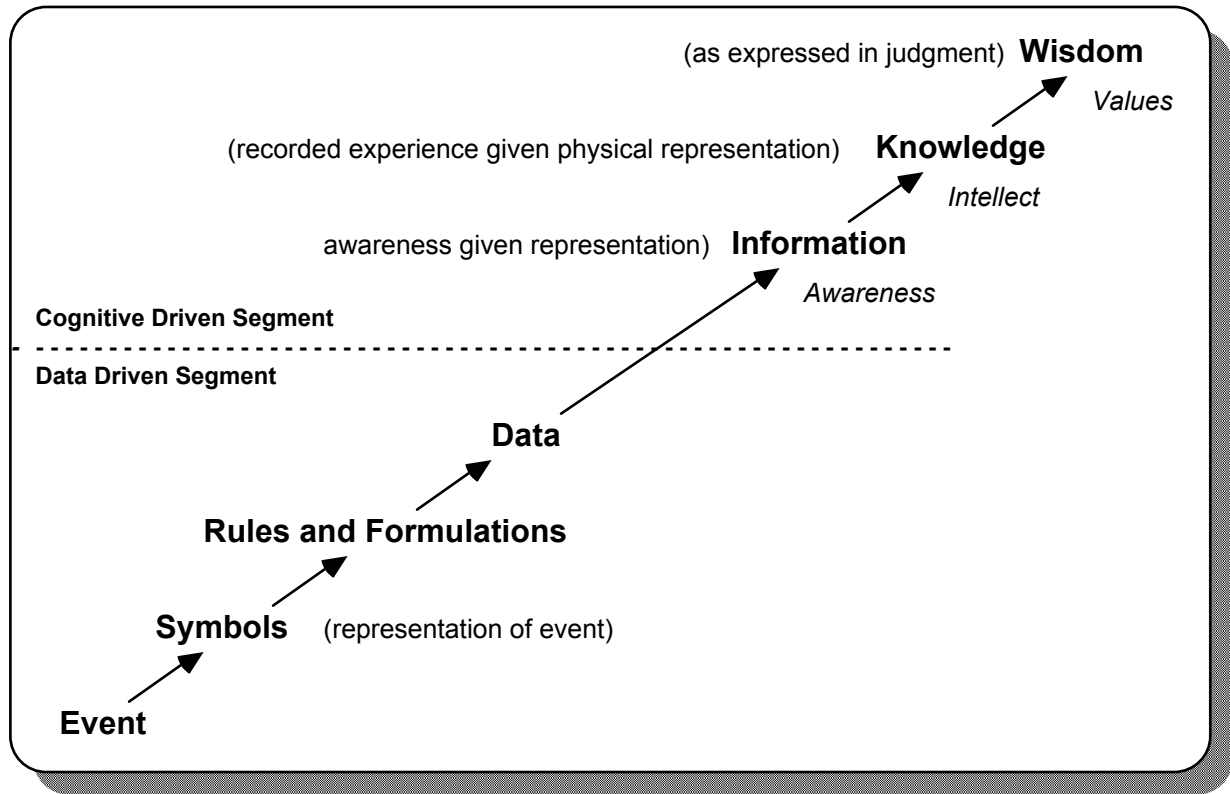 (as expressed in judgment) Wisdom
Values
(recorded experience given physical representation) Knowledge
Intellect
awareness given representation) Information
Awareness
Cognitive Driven Segment
Data Driven Segment
Data
Rules and Formulations
Symbols (representation of event)
Event